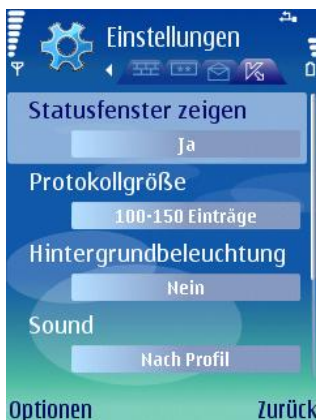 Einstellungen
Statusfenster zeigen
Ja
Protokollgröße
100-150 Einträge
Hintergrundbeleuchtung
Nein
Sound
Nach Profil
Optionen Zurück